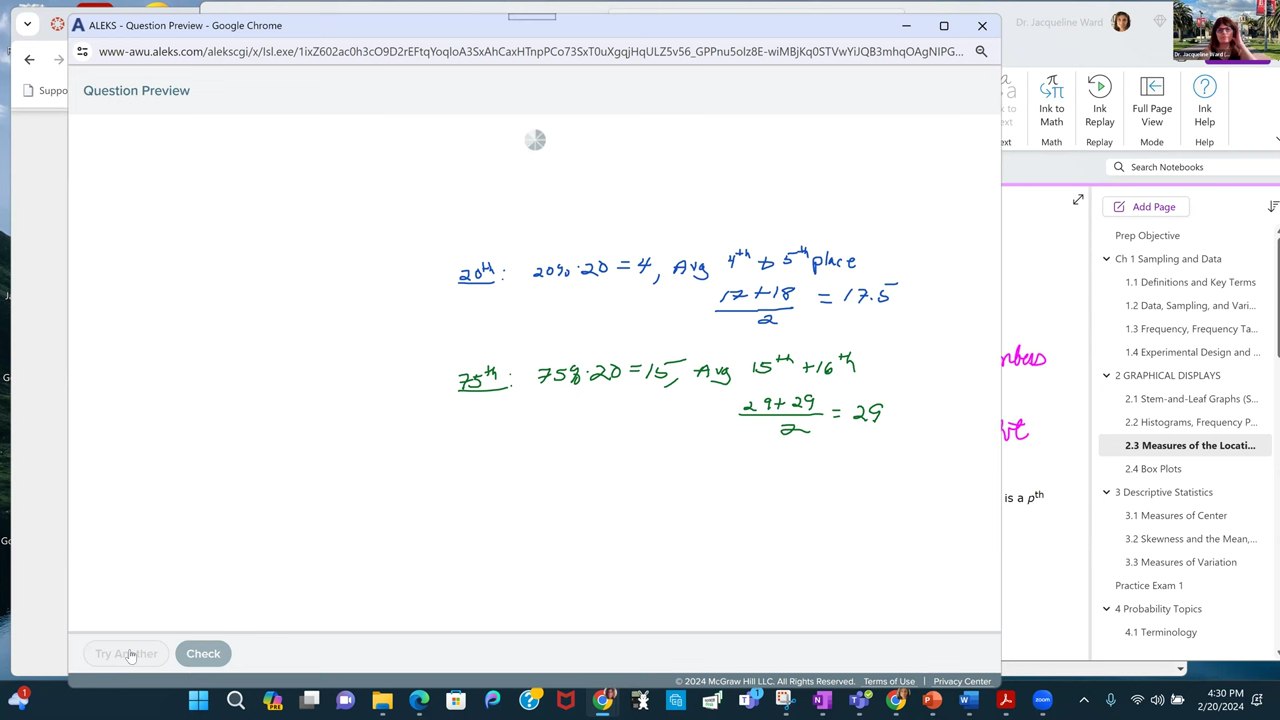 ALEKS - Question Preview - Google Chrome
Dr. Jacqueline Ward
www-awu.aleks.com/alekscgi/x/Isl.exe/
Dr. Jacqueline Ward
Suppo
Question Preview
Ink to Math
Ink Replay
Full Page View
Ink Help
Math
Replay
Mode
Help
Search Notebooks
Add Page
Prep Objective
Ch 1 Sampling and Data
1.1 Definitions and Key Terms
1.2 Data, Sampling, and Vari...
1.3 Frequency, Frequency Ta...
1.4 Experimental Design and ...
2 GRAPHICAL DISPLAYS
2.1 Stem-and-Leaf Graphs (S...
2.2 Histograms, Frequency P...
2.3 Measures of the Locati...
2.4 Box Plots
3 Descriptive Statistics
3.1 Measures of Center
3.2 Skewness and the Mean,...
3.3 Measures of Variation
Practice Exam 1
4 Probability Topics
4.1 Terminology
20th: 20% · 20 = 4, Avg 4th + 5th place
17 + 18 / 2 = 17.5
75th: 75% · 20 = 15, Avg 15th + 16th
29 + 29 / 2 = 29
is a pth
Try Another
Check
© 2024 McGraw Hill LLC. All Rights Reserved.
Terms of Use
Privacy Center
1
4:30 PM
2/20/2024